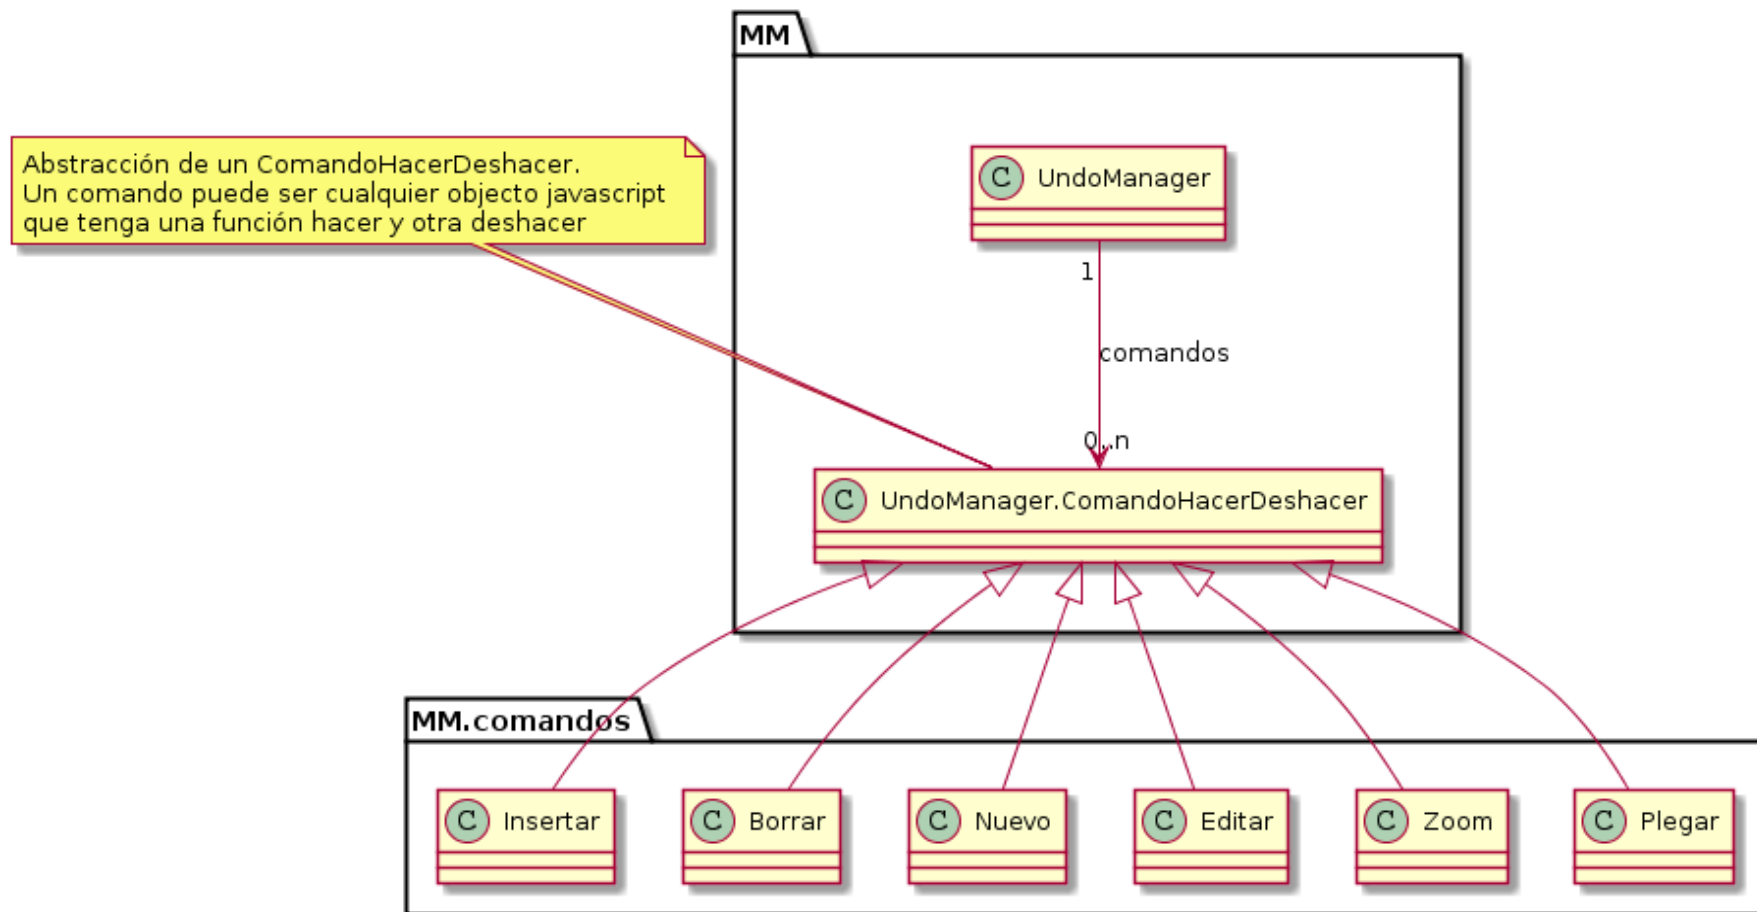 MM
Abstracción de un ComandoHacerDeshacer.
Un comando puede ser cualquier objecto javascript
que tenga una función hacer y otra deshacer
C UndoManager
1
comandos
0..n
C UndoManager.ComandoHacerDeshacer
MM.comandos
C Insertar
C Borrar
C Nuevo
C Editar
C Zoom
C Plegar